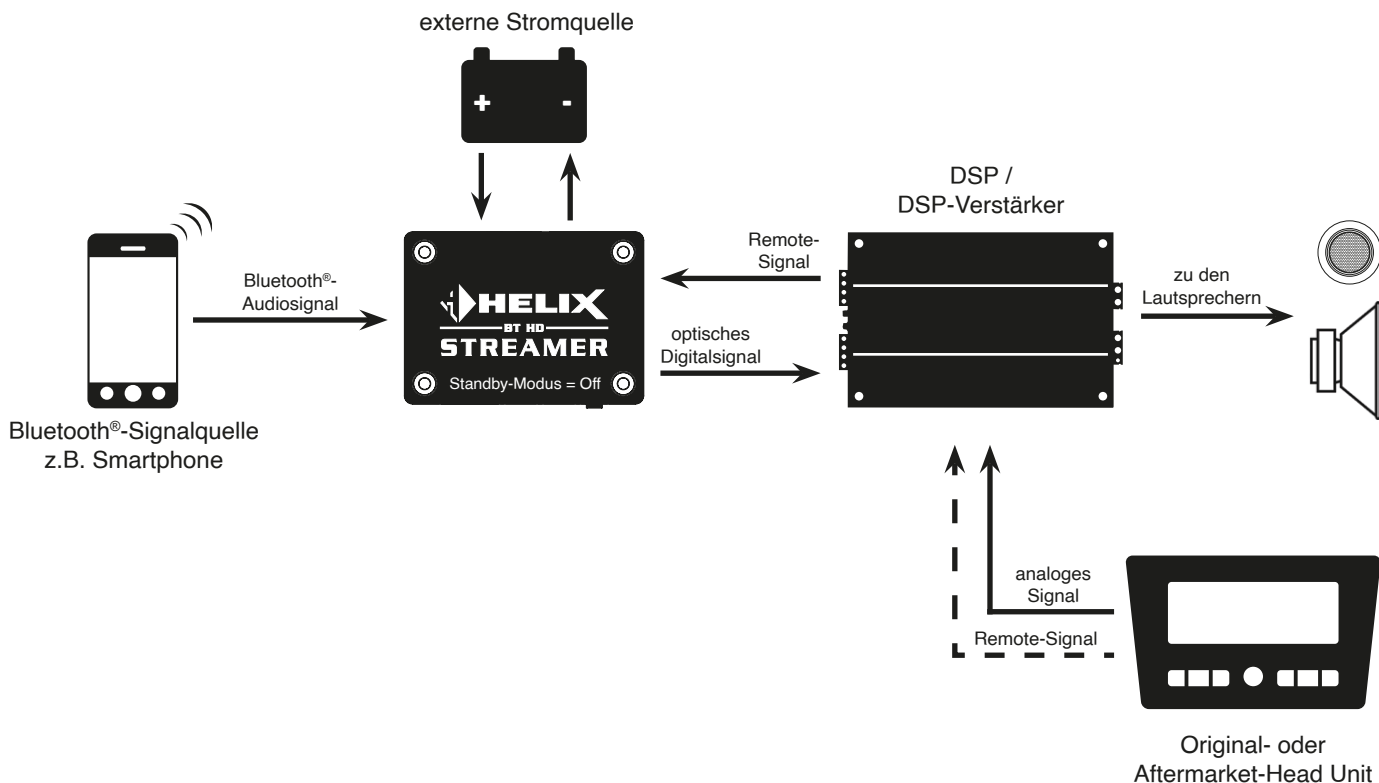 externe Stromquelle
+ -
DSP /
DSP-Verstärker
Bluetooth®-
Audiosignal
HELIX
BT HD
STREAMER
Standby-Modus = Off
Remote-
Signal
optisches
Digitalsignal
zu den
Lautsprechern
Bluetooth®-Signalquelle
z.B. Smartphone
analoges
Signal
Remote-Signal
Original- oder
Aftermarket-Head Unit